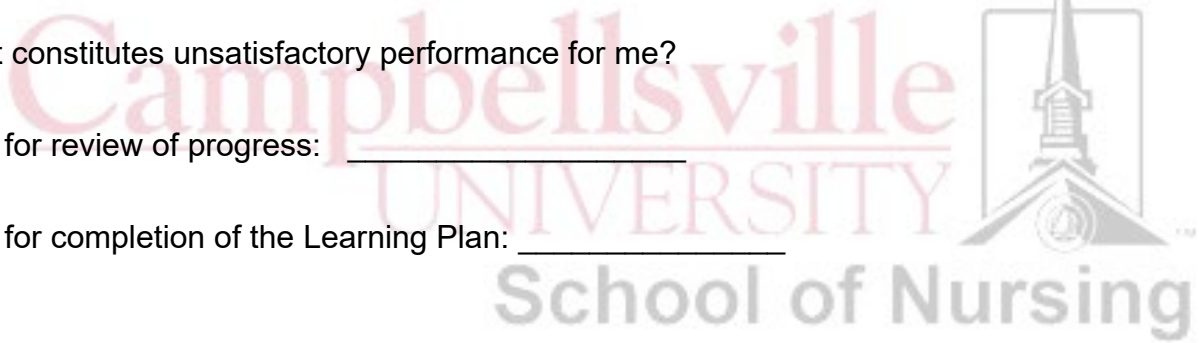 Campbellsville
constitutes unsatisfactory performance for me?
for review of progress: ___________________
UNIVERSITY
for completion of the Learning Plan: _______________
School of Nursing